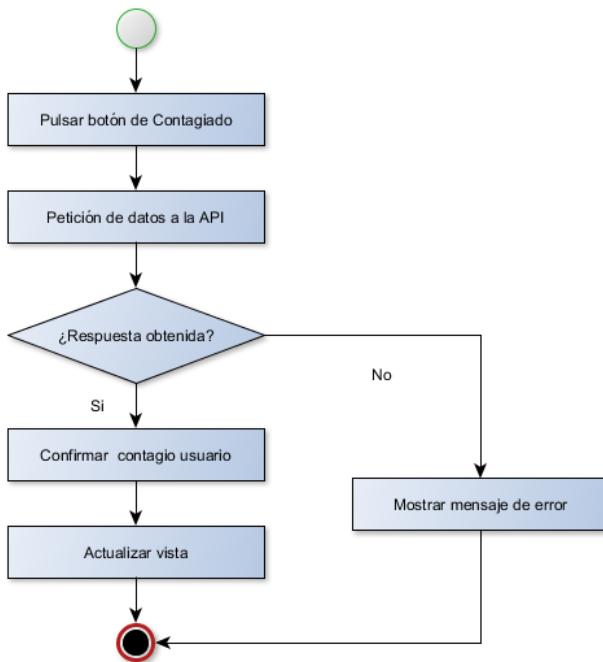 Pulsar botón de Contagiado
Petición de datos a la API
¿Respuesta obtenida?
No
Si
Confirmar contagio usuario
Mostrar mensaje de error
Actualizar vista